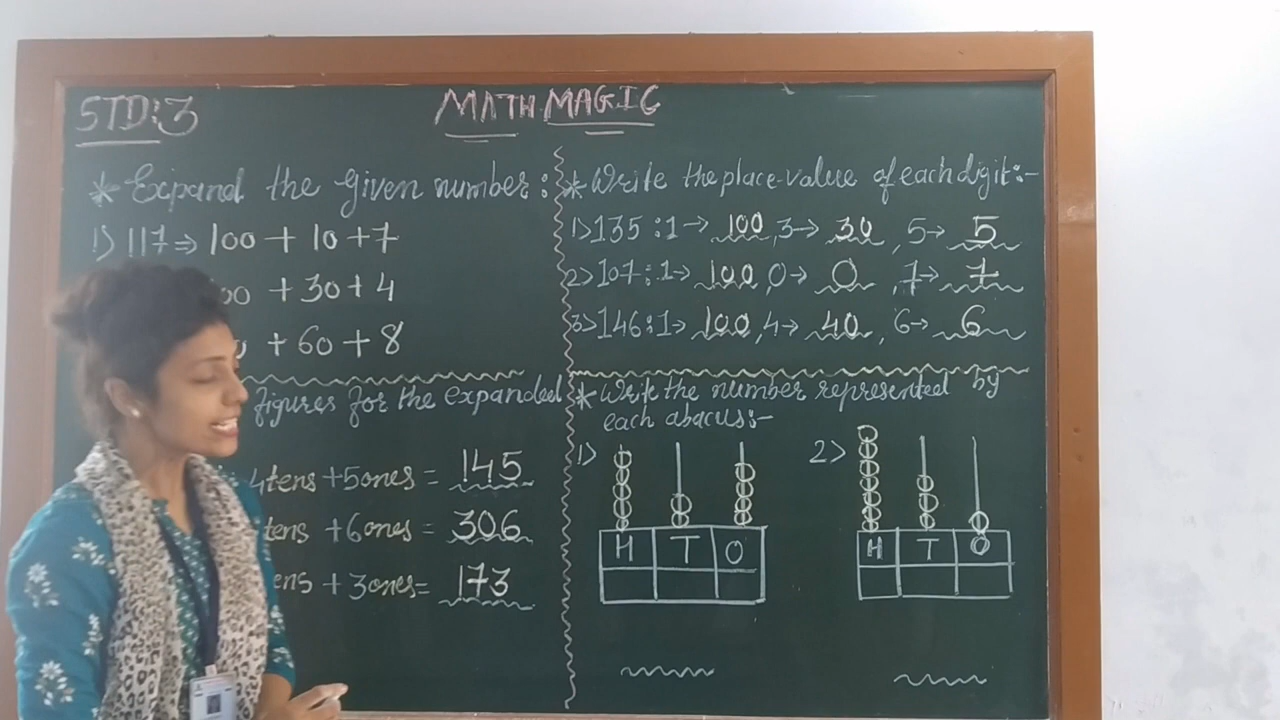 STD:3
MATH MAGIC
* Expand the given number:
1) 117 ⇒ 100 + 10 + 7
+ 30 + 4
+ 60 + 8
figures for the expanded
4tens + 5ones = 145
tens + 6ones = 306
ens + 3ones = 173
* Write the place-value of each digit:-
1) 135 : 1→ 100, 3→ 30, 5→ 5
2) 107 : 1→ 100, 0→ 0, 7→ 7
3) 146 : 1→ 100, 4→ 40, 6→ 6
* Write the number represented by
each abacus:-
1) 2)
H T O H T O